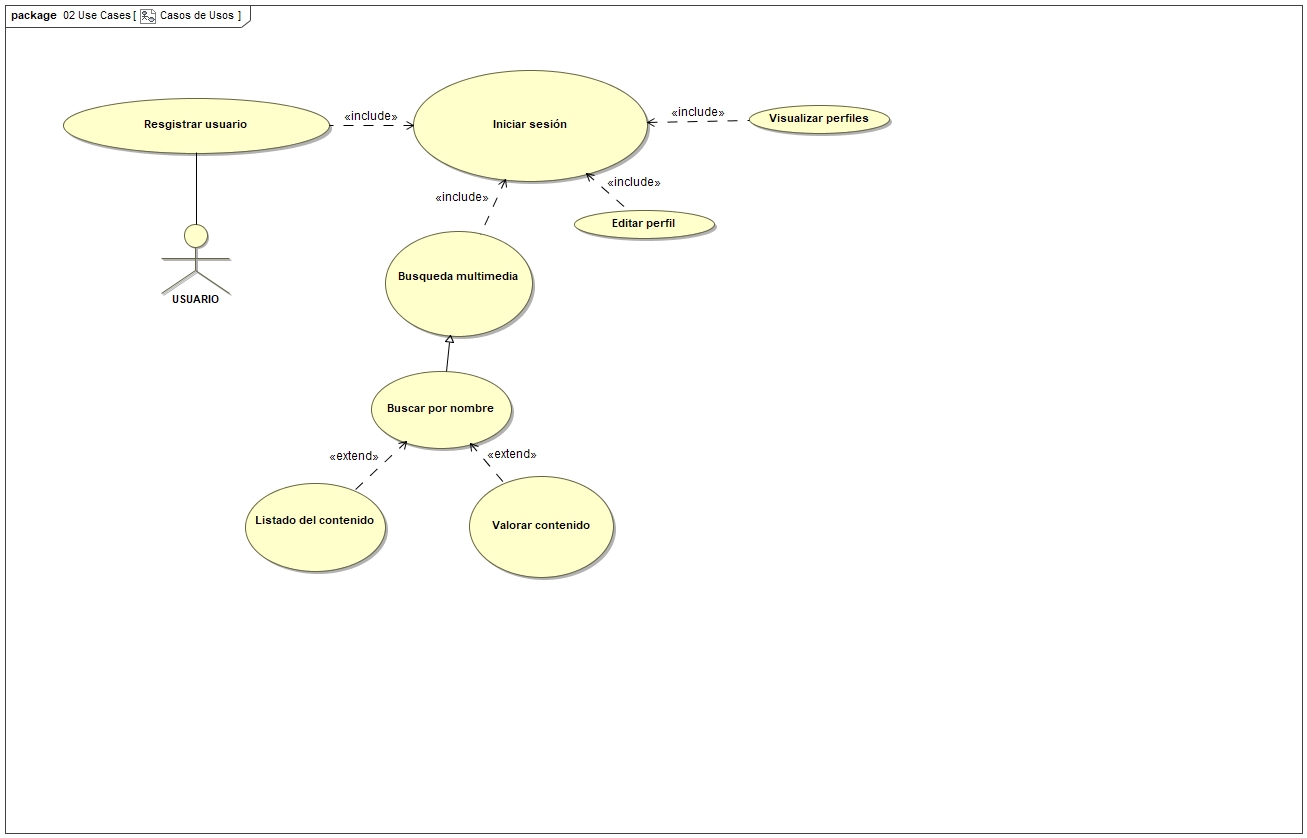 package 02 Use Cases [ Casos de Usos ]
Resgistrar usuario
«include»
Iniciar sesión
«include»
Visualizar perfiles
«include»
«include»
Editar perfil
USUARIO
Busqueda multimedia
Buscar por nombre
«extend»
«extend»
Listado del contenido
Valorar contenido